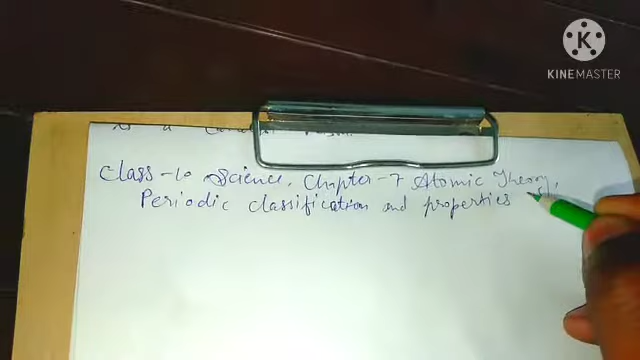 KINEMASTER
Class-10 Science, Chapter-7 Atomic Theory,
Periodic classification and properties